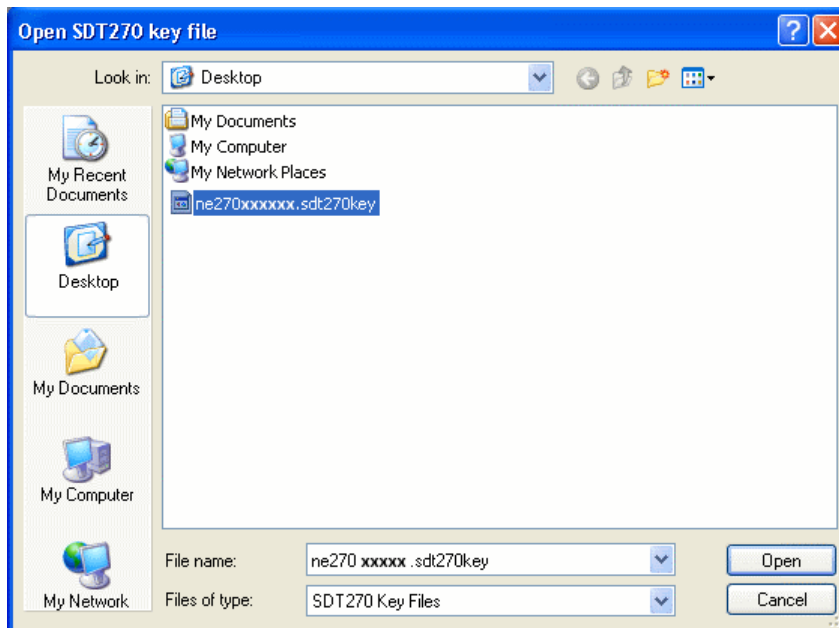 Open SDT270 key file
Look in: Desktop
My Documents
My Computer
My Network Places
ne270xxxxxx.sdt270key
My Recent
Documents
Desktop
My Documents
My Computer
My Network
File name: ne270 xxxxx .sdt270key Open
Files of type: SDT270 Key Files Cancel